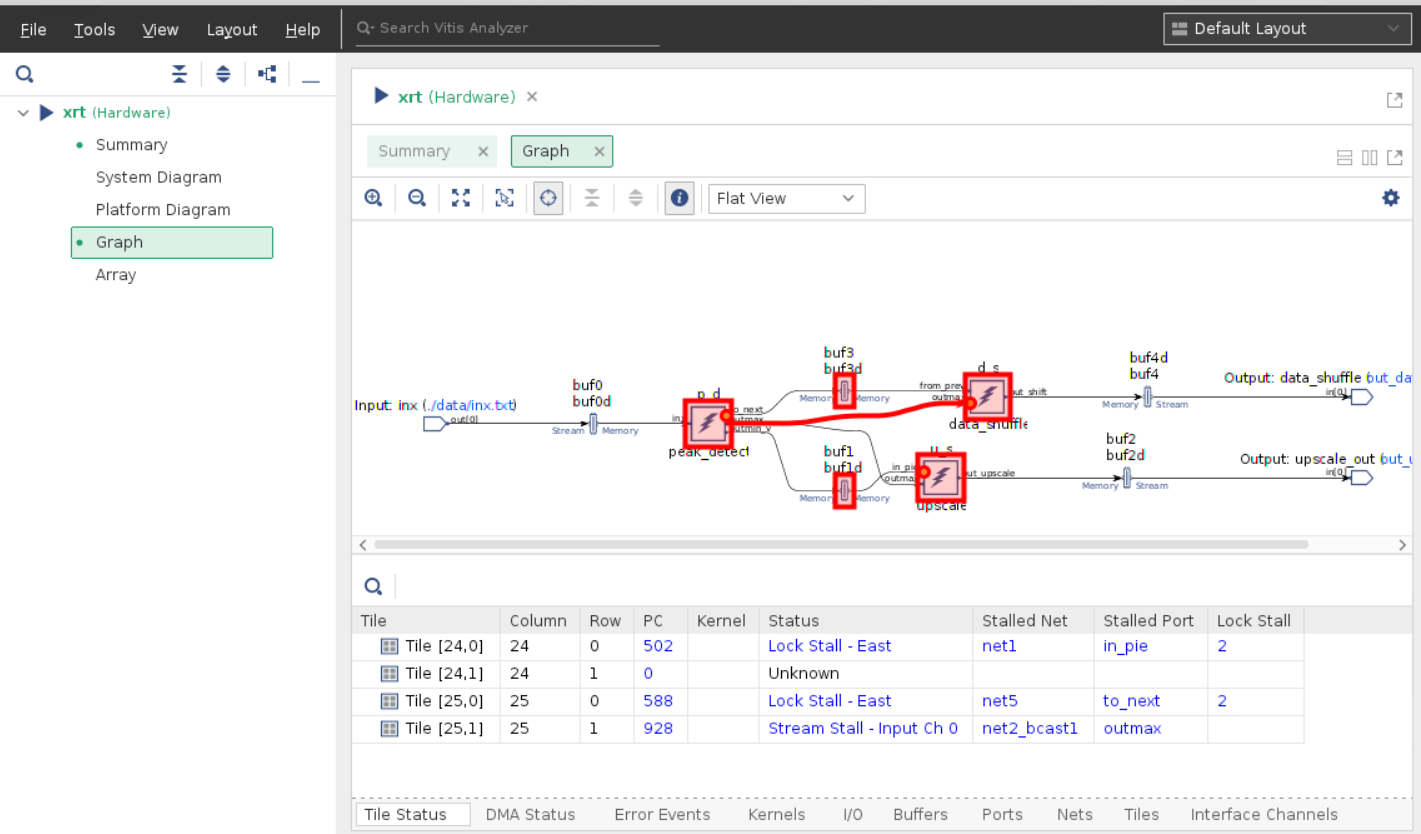 File Tools View Layout Help Q- Search Vitis Analyzer Default Layout
xrt (Hardware)
Summary
System Diagram
Platform Diagram
Graph
Array
xrt (Hardware) ×
Summary × Graph ×
Flat View
buf3
buf3d
Memory Memory
p_d
peak_detect
inx
to_next
outmax
outmin_v
d_s
from_prev
outmax
out_shift
data_shuffle
buf4d
buf4
Memory Stream
Output: data_shuffle (out_da
in[0]
buf0
buf0d
Stream Memory
Input: inx (./data/inx.txt)
out[0]
buf1
buf1d
Memory Memory
u_s
in_pie
outmax
out_upscale
upscale
buf2
buf2d
Memory Stream
Output: upscale_out (out_u
in[0]
Tile Column Row PC Kernel Status Stalled Net Stalled Port Lock Stall
Tile [24,0] 24 0 502 Lock Stall - East net1 in_pie 2
Tile [24,1] 24 1 0 Unknown
Tile [25,0] 25 0 588 Lock Stall - East net5 to_next 2
Tile [25,1] 25 1 928 Stream Stall - Input Ch 0 net2_bcast1 outmax
Tile Status DMA Status Error Events Kernels I/O Buffers Ports Nets Tiles Interface Channels